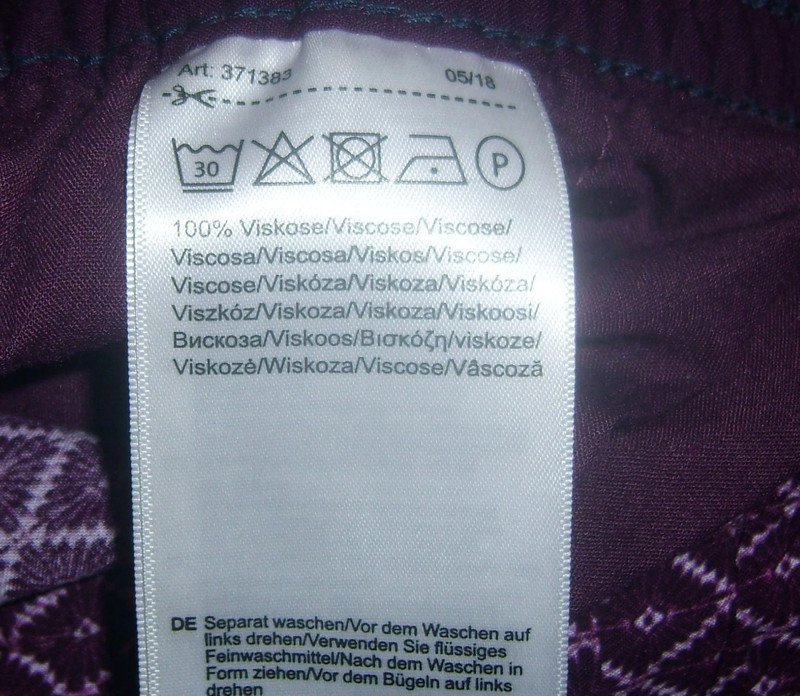 Art: 371383 05/18
30 P
100% Viskose/Viscose/Viscose/
Viscosa/Viscosa/Viskos/Viscose/
Viscose/Viskóza/Viskoza/Viskóza/
Viszkóz/Viskoza/Viskoza/Viskoosi/
Вискоза/Viskoos/Βισκόζη/viskoze/
Viskozė/Wiskoza/Viscose/Vâscoză
DE Separat waschen/Vor dem Waschen auf
links drehen/Verwenden Sie flüssiges
Feinwaschmittel/Nach dem Waschen in
Form ziehen/Vor dem Bügeln auf links
drehen